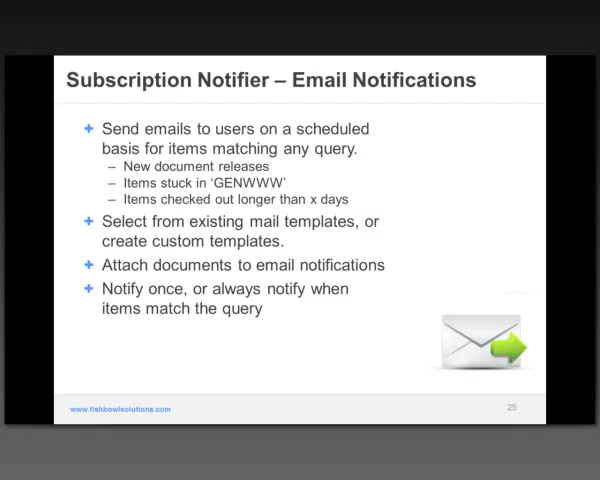 Subscription Notifier – Email Notifications
Send emails to users on a scheduled
basis for items matching any query.
– New document releases
– Items stuck in ‘GENWWW’
– Items checked out longer than x days
Select from existing mail templates, or
create custom templates.
Attach documents to email notifications
Notify once, or always notify when
items match the query
www.fishbowlsolutions.com
25